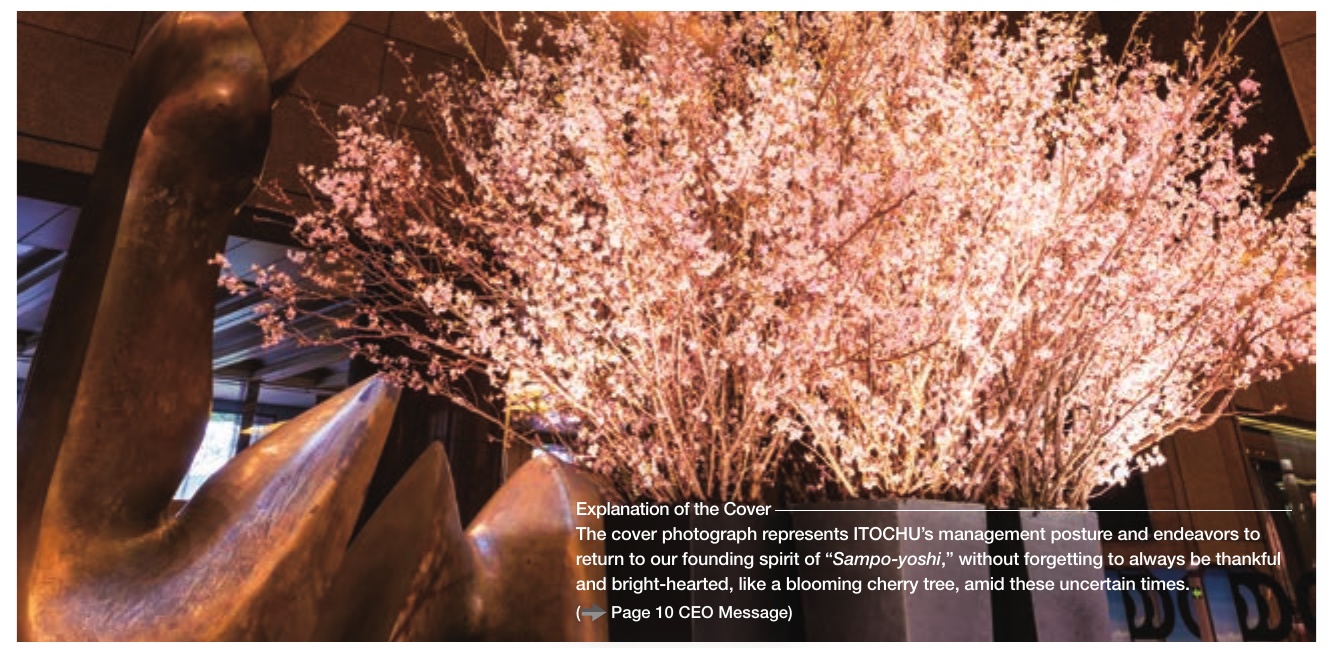 Explanation of the Cover
The cover photograph represents ITOCHU's management posture and endeavors to
return to our founding spirit of “Sampo-yoshi,” without forgetting to always be thankful
and bright-hearted, like a blooming cherry tree, amid these uncertain times.
(➡ Page 10 CEO Message)